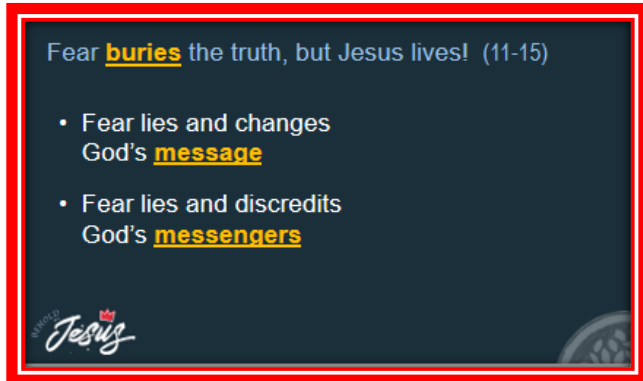 Fear buries the truth, but Jesus lives! (11-15)
• Fear lies and changes
God's message
• Fear lies and discredits
God's messengers
BEHOLD
Jesus